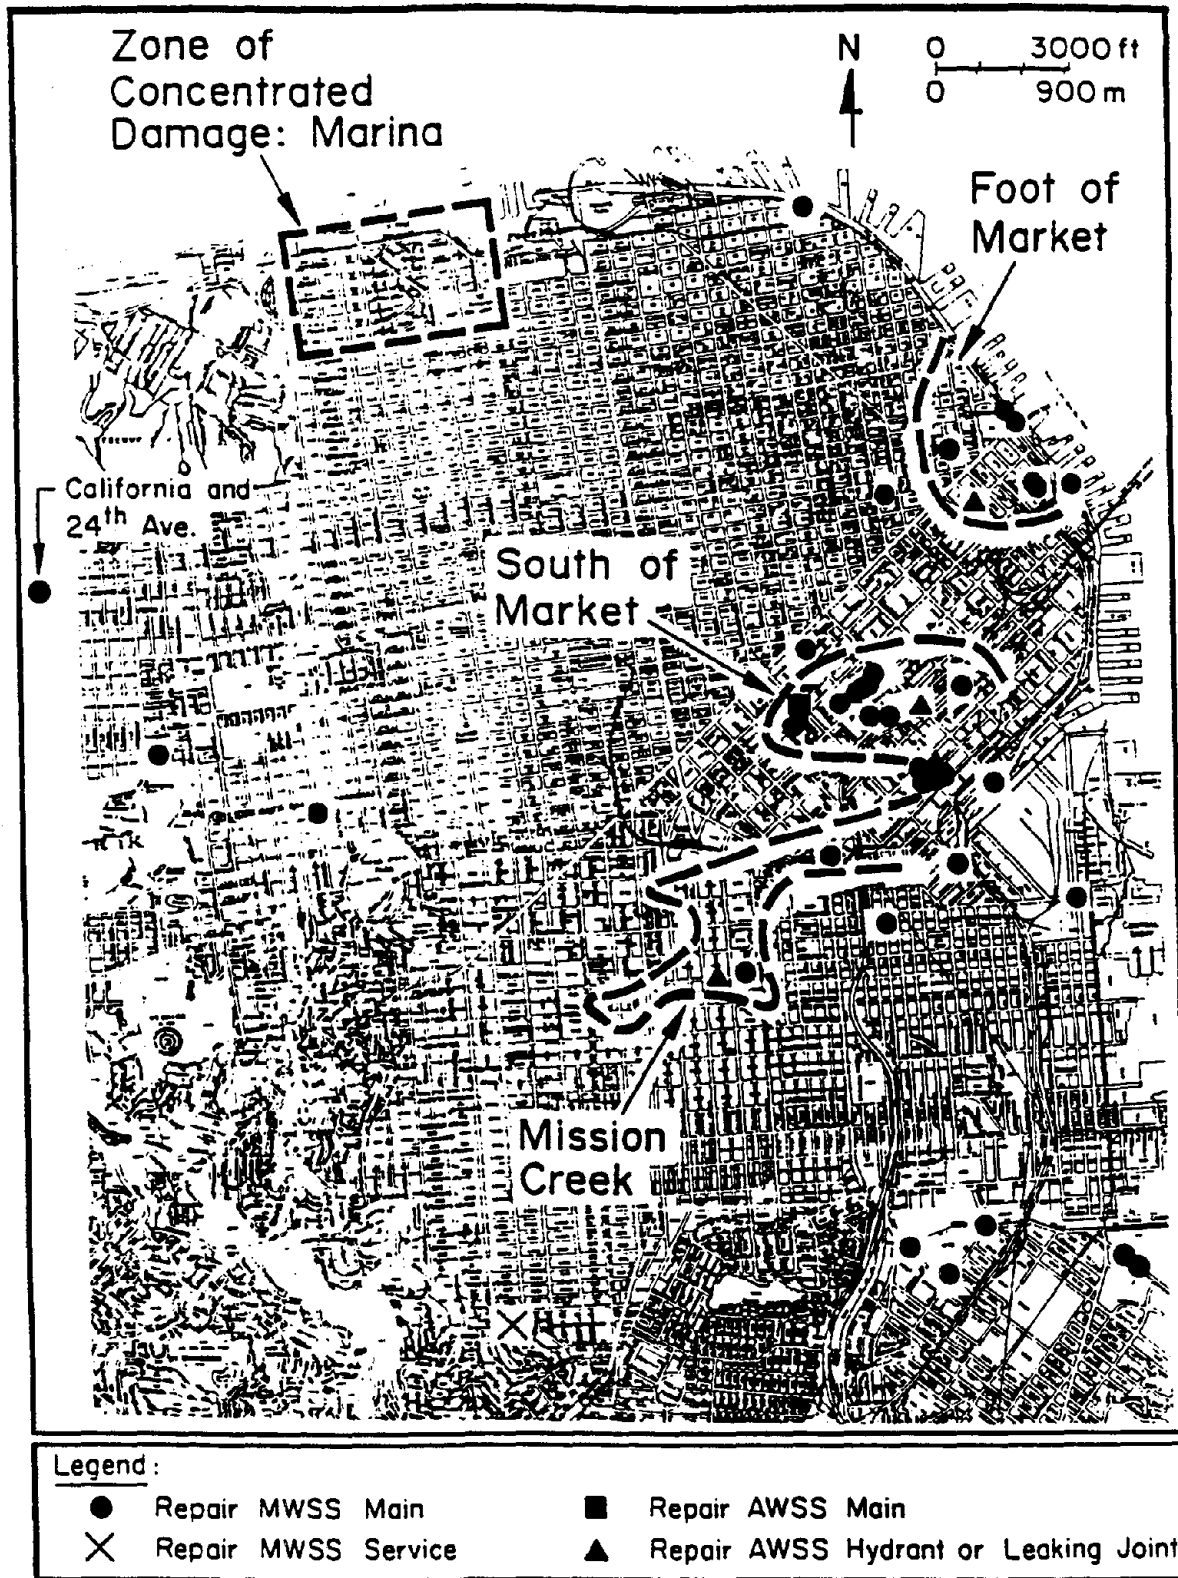 Zone of
Concentrated
Damage: Marina
N
0 3000 ft
0 900 m
Foot of
Market
California and
24th Ave.
South of
Market
Mission
Creek
Legend:
Repair MWSS Main
Repair AWSS Main
Repair MWSS Service
Repair AWSS Hydrant or Leaking Joint